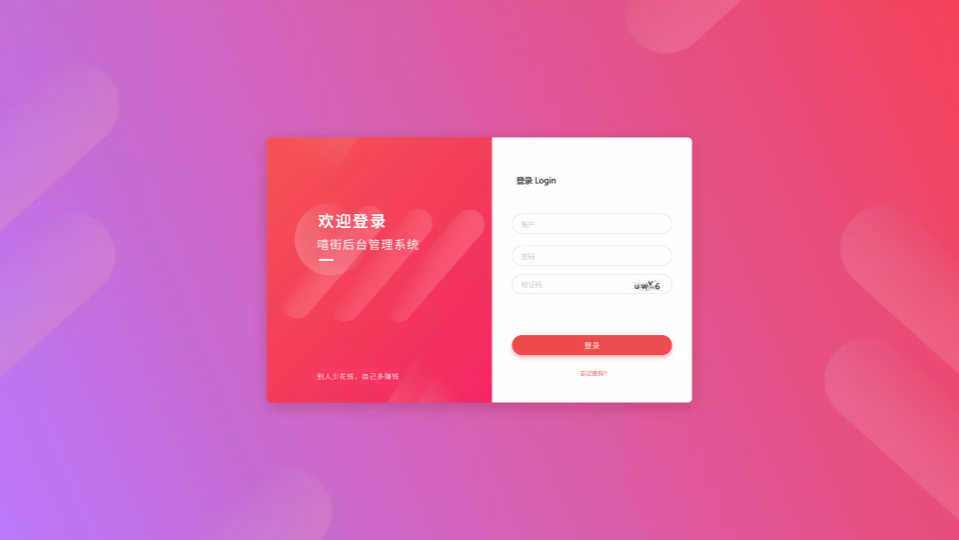 欢迎登录
嘻街后台管理系统
别人少花钱、自己多赚钱
登录 Login
账户
密码
验证码
登录
忘记密码?